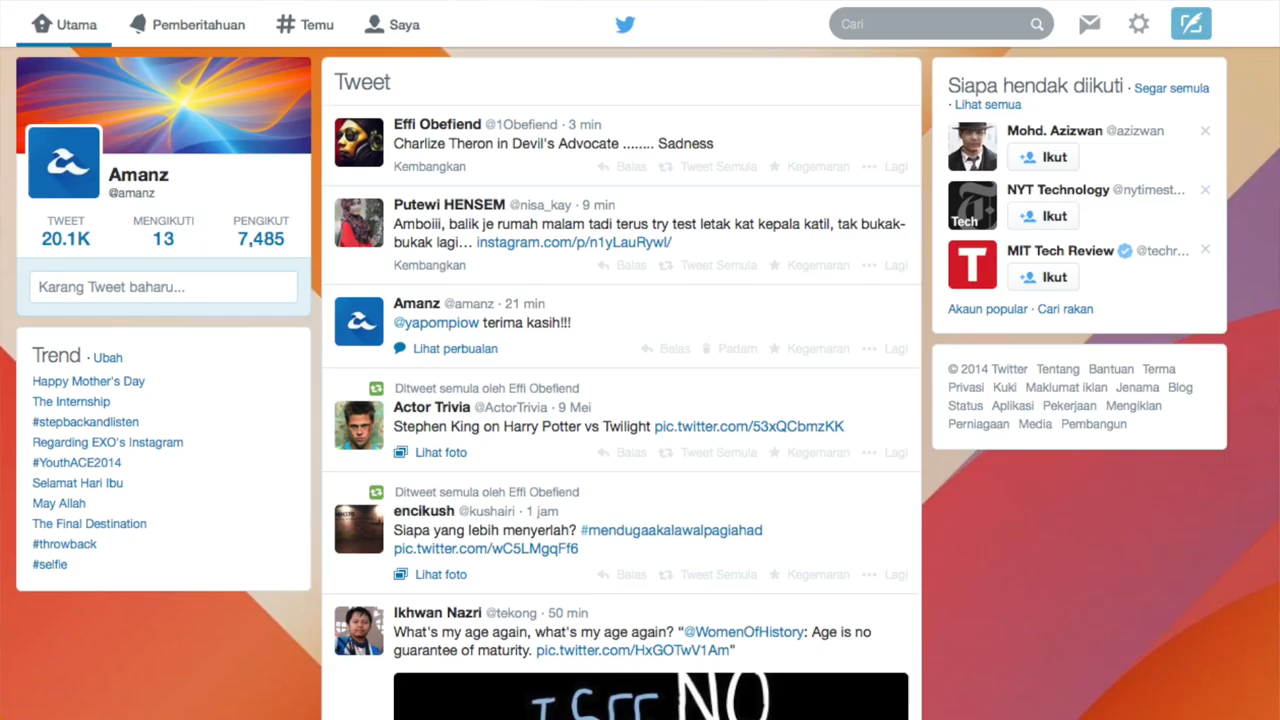 Utama
Pemberitahuan
Temu
Saya
Cari
Amanz
@amanz
TWEET
MENGIKUTI
PENGIKUT
20.1K
13
7,485
Karang Tweet baharu...
Trend · Ubah
Happy Mother's Day
The Internship
#stepbackandlisten
Regarding EXO's Instagram
#YouthACE2014
Selamat Hari Ibu
May Allah
The Final Destination
#throwback
#selfie
Tweet
Effi Obefiend @1Obefiend · 3 min
Charlize Theron in Devil's Advocate ........ Sadness
Kembangkan Balas Tweet Semula Kegemaran Lagi
Putewi HENSEM @nisa_kay · 9 min
Amboiii, balik je rumah malam tadi terus try test letak kat kepala katil, tak bukak-
bukak lagi... instagram.com/p/n1yLauRywl/
Kembangkan Balas Tweet Semula Kegemaran Lagi
Amanz @amanz · 21 min
@yapompiow terima kasih!!!
Lihat perbualan Balas Padam Kegemaran Lagi
Ditweet semula oleh Effi Obefiend
Actor Trivia @ActorTrivia · 9 Mei
Stephen King on Harry Potter vs Twilight pic.twitter.com/53xQCbmzKK
Lihat foto Balas Tweet Semula Kegemaran Lagi
Ditweet semula oleh Effi Obefiend
encikush @kushairi · 1 jam
Siapa yang lebih menyerlah? #mendugaakalawalpagiahad
pic.twitter.com/wC5LMgqFf6
Lihat foto Balas Tweet Semula Kegemaran Lagi
Ikhwan Nazri @tekong · 50 min
What's my age again, what's my age again? "@WomenOfHistory: Age is no
guarantee of maturity. pic.twitter.com/HxGOTwV1Am"
I SEE NO
Siapa hendak diikuti · Segar semula
· Lihat semua
Mohd. Azizwan @azizwan
Ikut
Tech
NYT Technology @nytimest...
Ikut
T
MIT Tech Review @techr...
Ikut
Akaun popular · Cari rakan
© 2014 Twitter Tentang Bantuan Terma
Privasi Kuki Maklumat iklan Jenama Blog
Status Aplikasi Pekerjaan Mengiklan
Perniagaan Media Pembangun